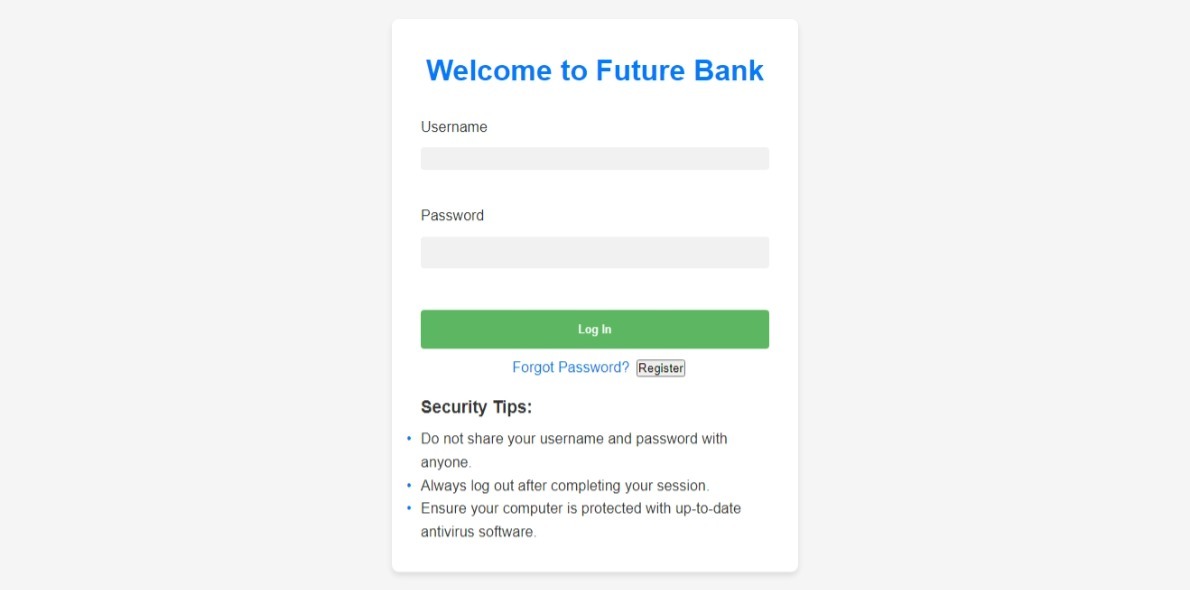 Welcome to Future Bank
Username
Password
Log In
Forgot Password? Register
Security Tips:
• Do not share your username and password with
anyone.
• Always log out after completing your session.
• Ensure your computer is protected with up-to-date
antivirus software.